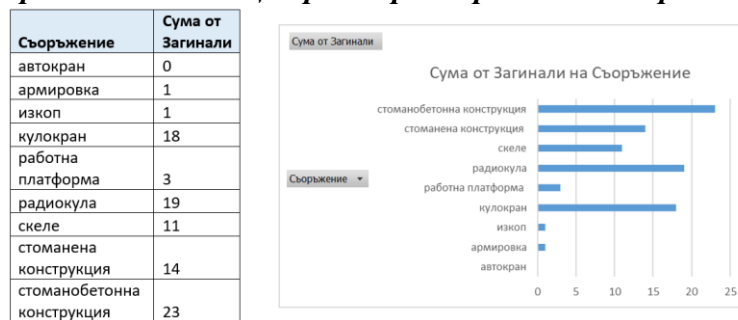 Съоръжение Сума от Загинали
автокран 0
армировка 1
изкоп 1
кулокран 18
работна платформа 3
радиокула 19
скеле 11
стоманена конструкция 14
стоманобетонна конструкция 23
Сума от Загинали
Сума от Загинали на Съоръжение
Съоръжение
стоманобетонна конструкция
стоманена конструкция
скеле
радиокула
работна платформа
кулокран
изкоп
армировка
автокран
0 5 10 15 20 25